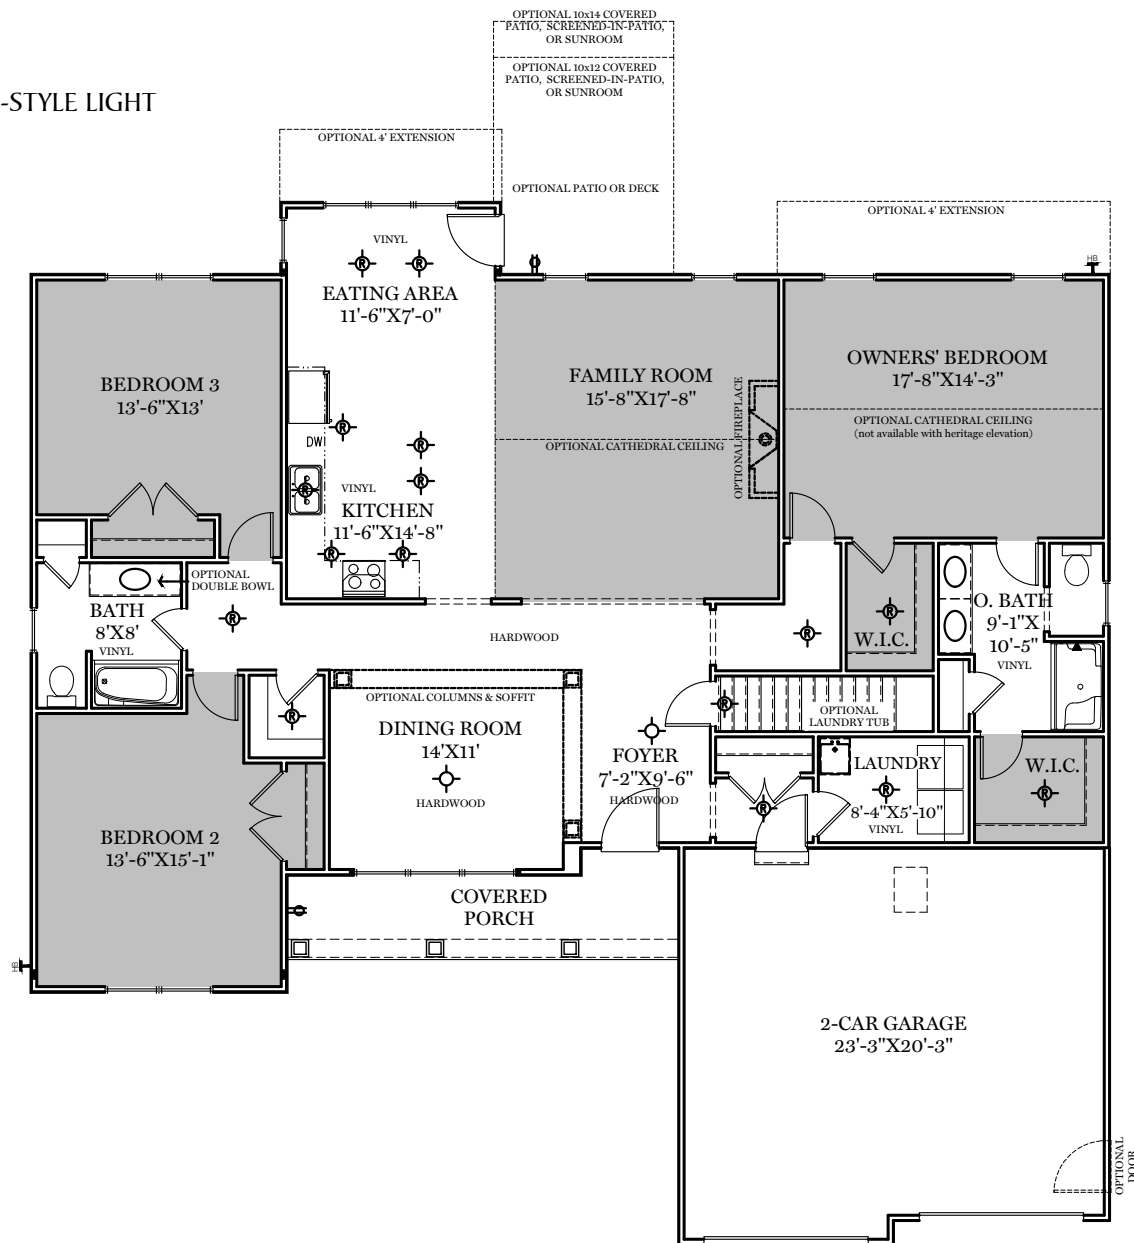 OPTIONAL 10x14 COVERED
PATIO, SCREENED-IN-PATIO,
OR SUNROOM
OPTIONAL 10x12 COVERED
PATIO, SCREENED-IN-PATIO,
OR SUNROOM
-STYLE LIGHT
OPTIONAL 4' EXTENSION
OPTIONAL PATIO OR DECK
OPTIONAL 4' EXTENSION
VINYL
HB
EATING AREA
11'-6"X7'-0"
BEDROOM 3
13'-6"X13'
FAMILY ROOM
15'-8"X17'-8"
OPTIONAL CATHEDRAL CEILING
OPTIONAL FIREPLACE
OWNERS' BEDROOM
17'-8"X14'-3"
OPTIONAL CATHEDRAL CEILING
(not available with heritage elevation)
DW
R
R
R
R
R
R
VINYL
KITCHEN
11'-6"X14'-8"
R
R
OPTIONAL
DOUBLE BOWL
BATH
8'X8'
VINYL
R
HARDWOOD
R
R
W.I.C.
O. BATH
9'-1"X
10'-5"
VINYL
OPTIONAL COLUMNS & SOFFIT
R
DINING ROOM
14'X11'
HARDWOOD
FOYER
7'-2"X9'-6"
HARDWOOD
R
OPTIONAL
LAUNDRY TUB
LAUNDRY
R
8'-4"X5'-10"
VINYL
R
W.I.C.
R
BEDROOM 2
13'-6"X15'-1"
COVERED
PORCH
HB
2-CAR GARAGE
23'-3"X20'-3"
OPTIONAL
DOOR